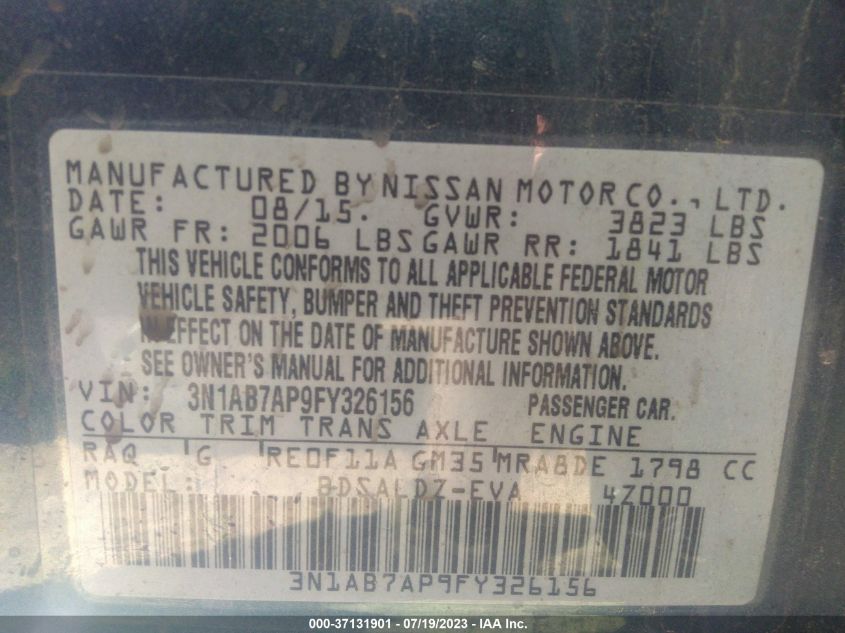 MANUFACTURED BY NISSAN MOTOR CO., LTD.
DATE: 08/15. GVWR: 3823 LBS
GAWR FR: 2006 LBS GAWR RR: 1841 LBS
THIS VEHICLE CONFORMS TO ALL APPLICABLE FEDERAL MOTOR
VEHICLE SAFETY, BUMPER AND THEFT PREVENTION STANDARDS
IN EFFECT ON THE DATE OF MANUFACTURE SHOWN ABOVE.
SEE OWNER'S MANUAL FOR ADDITIONAL INFORMATION.
VIN: 3N1AB7AP9FY326156 PASSENGER CAR.
COLOR TRIM TRANS AXLE ENGINE
RAQ G RE0F11A GM35 MRA8DE 1798 CC
MODEL: BDSALDZ-EVA 4Z000
3N1AB7AP9FY326156
000-37131901 - 07/19/2023 - IAA, Inc.